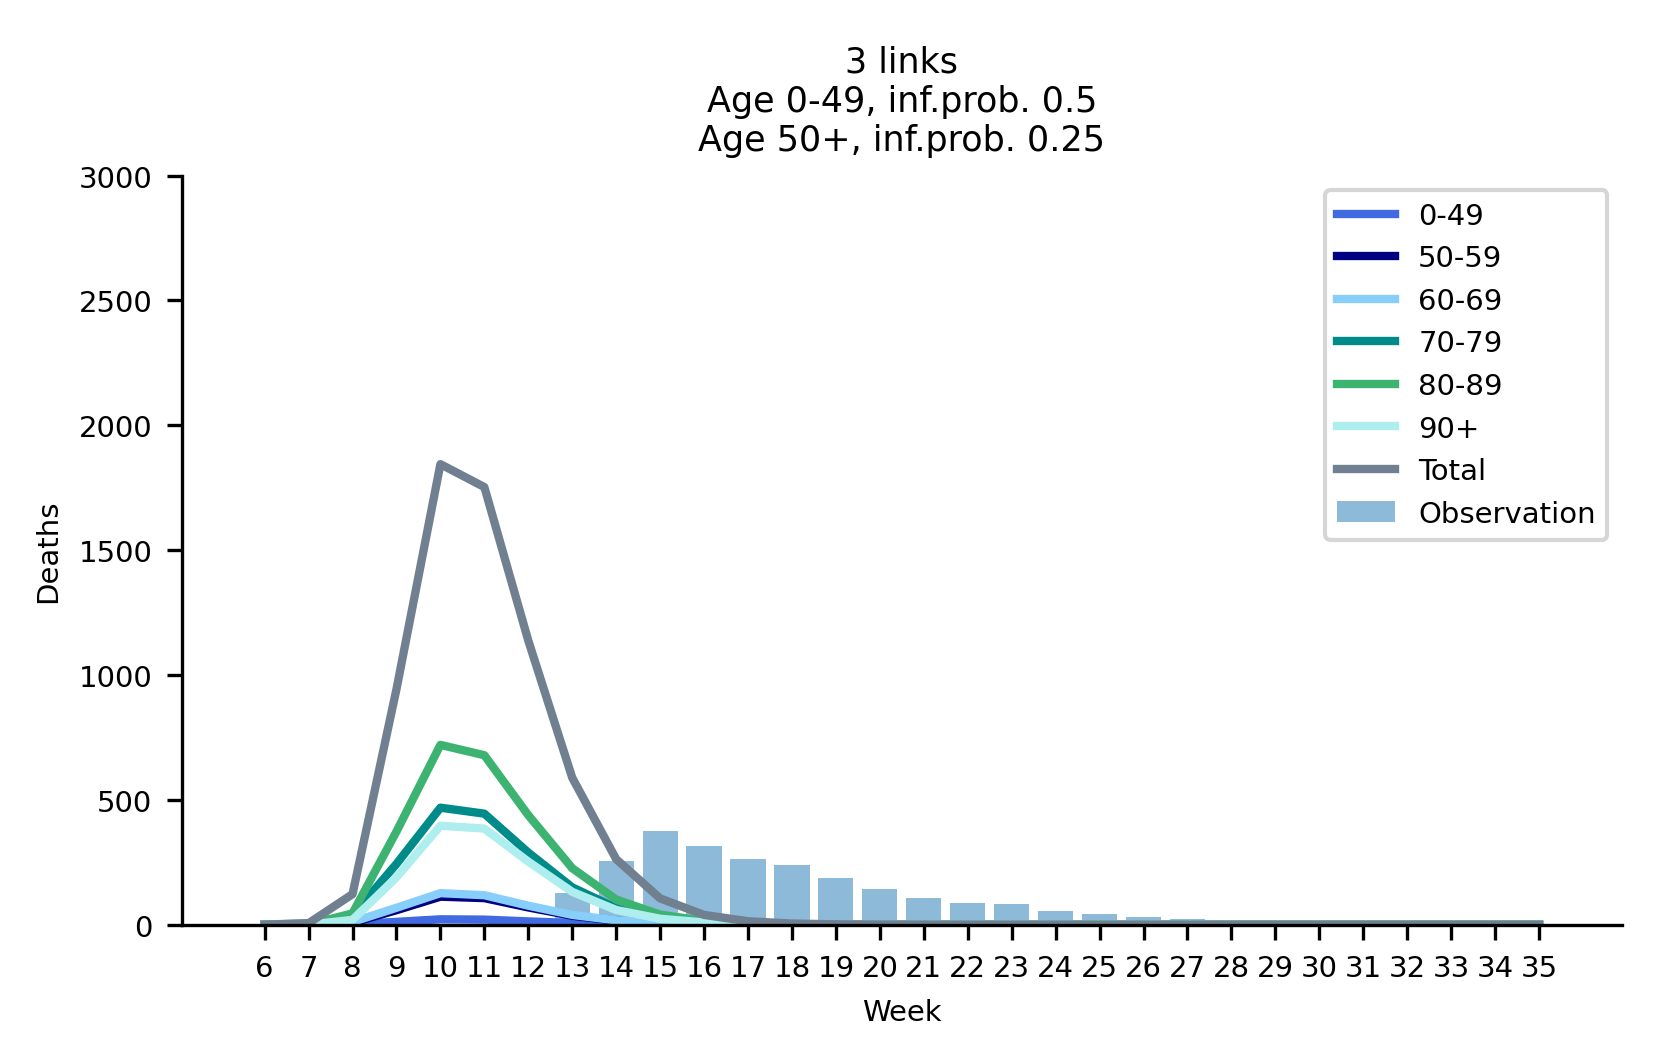 3 links
Age 0-49, inf.prob. 0.5
Age 50+, inf.prob. 0.25
3000
2500
2000
1500
1000
500
0
Deaths
0-49
50-59
60-69
70-79
80-89
90+
Total
Observation
6 7 8 9 10 11 12 13 14 15 16 17 18 19 20 21 22 23 24 25 26 27 28 29 30 31 32 33 34 35
Week